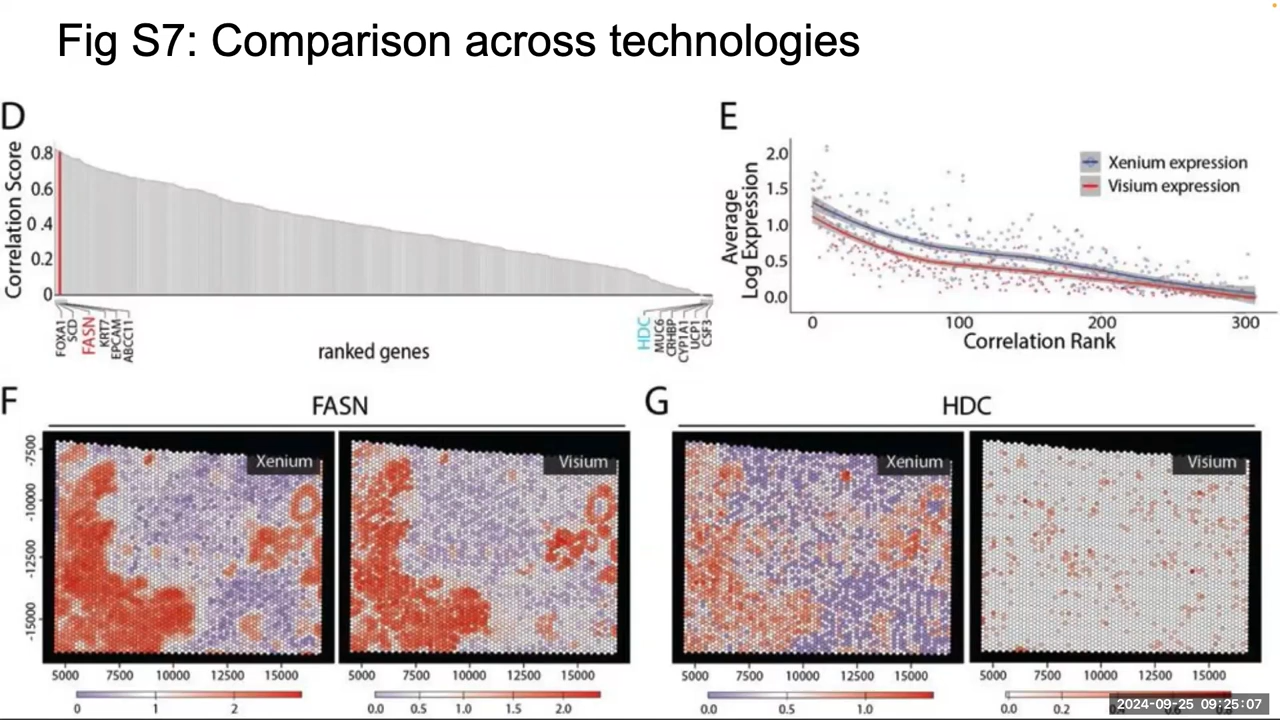 Fig S7: Comparison across technologies
D
Correlation Score
0.8
0.6
0.4
0.2
0
FOXA1
SCD
FASN
KRT7
EPCAM
ABCC11
ranked genes
HDC
MUC6
CRHBP
CYP1A1
UCP1
CSF3
E
Average
Log Expression
2.0
1.5
1.0
0.5
0.0
Xenium expression
Visium expression
0 100 200 300
Correlation Rank
F
FASN
Xenium
Visium
-7500
-10000
-12500
-15000
5000 7500 10000 12500 15000
5000 7500 10000 12500 15000
0 1 2
0.0 0.5 1.0 1.5 2.0
G
HDC
Xenium
Visium
5000 7500 10000 12500 15000
5000 7500 10000 12500 15000
0.0 0.5 1.0
0.0 0.2
2024-09-25 09:25:07